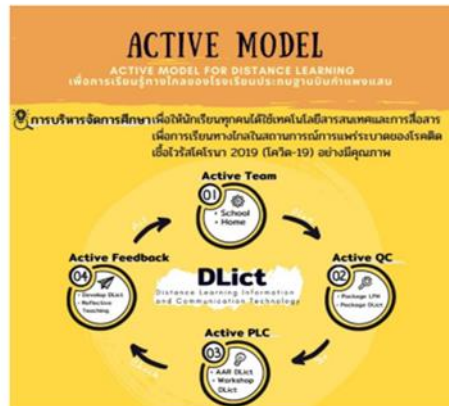 ACTIVE MODEL
ACTIVE MODEL FOR DISTANCE LEARNING
เพื่อการเรียนรู้ทางไกลของโรงเรียนประถมฐานบินกำแพงแสน
การบริหารจัดการศึกษาเพื่อให้นักเรียนทุกคนได้ใช้เทคโนโลยีสารสนเทศและการสื่อสาร
เพื่อการเรียนทางไกลในสถานการณ์การแพร่ระบาดของโรคติด
เชื้อไวรัสโคโรนา 2019 (โควิด-19) อย่างมีคุณภาพ
Active Team
01
• School
• Home
Active Feedback
04
• Develop DLict
• Reflective
Teaching
DLict
Distance Learning Information
and Communication Technology
Active QC
02
• Package LPN
• Package DLict
Active PLC
03
• AAR DLict
• Workshop
DLict